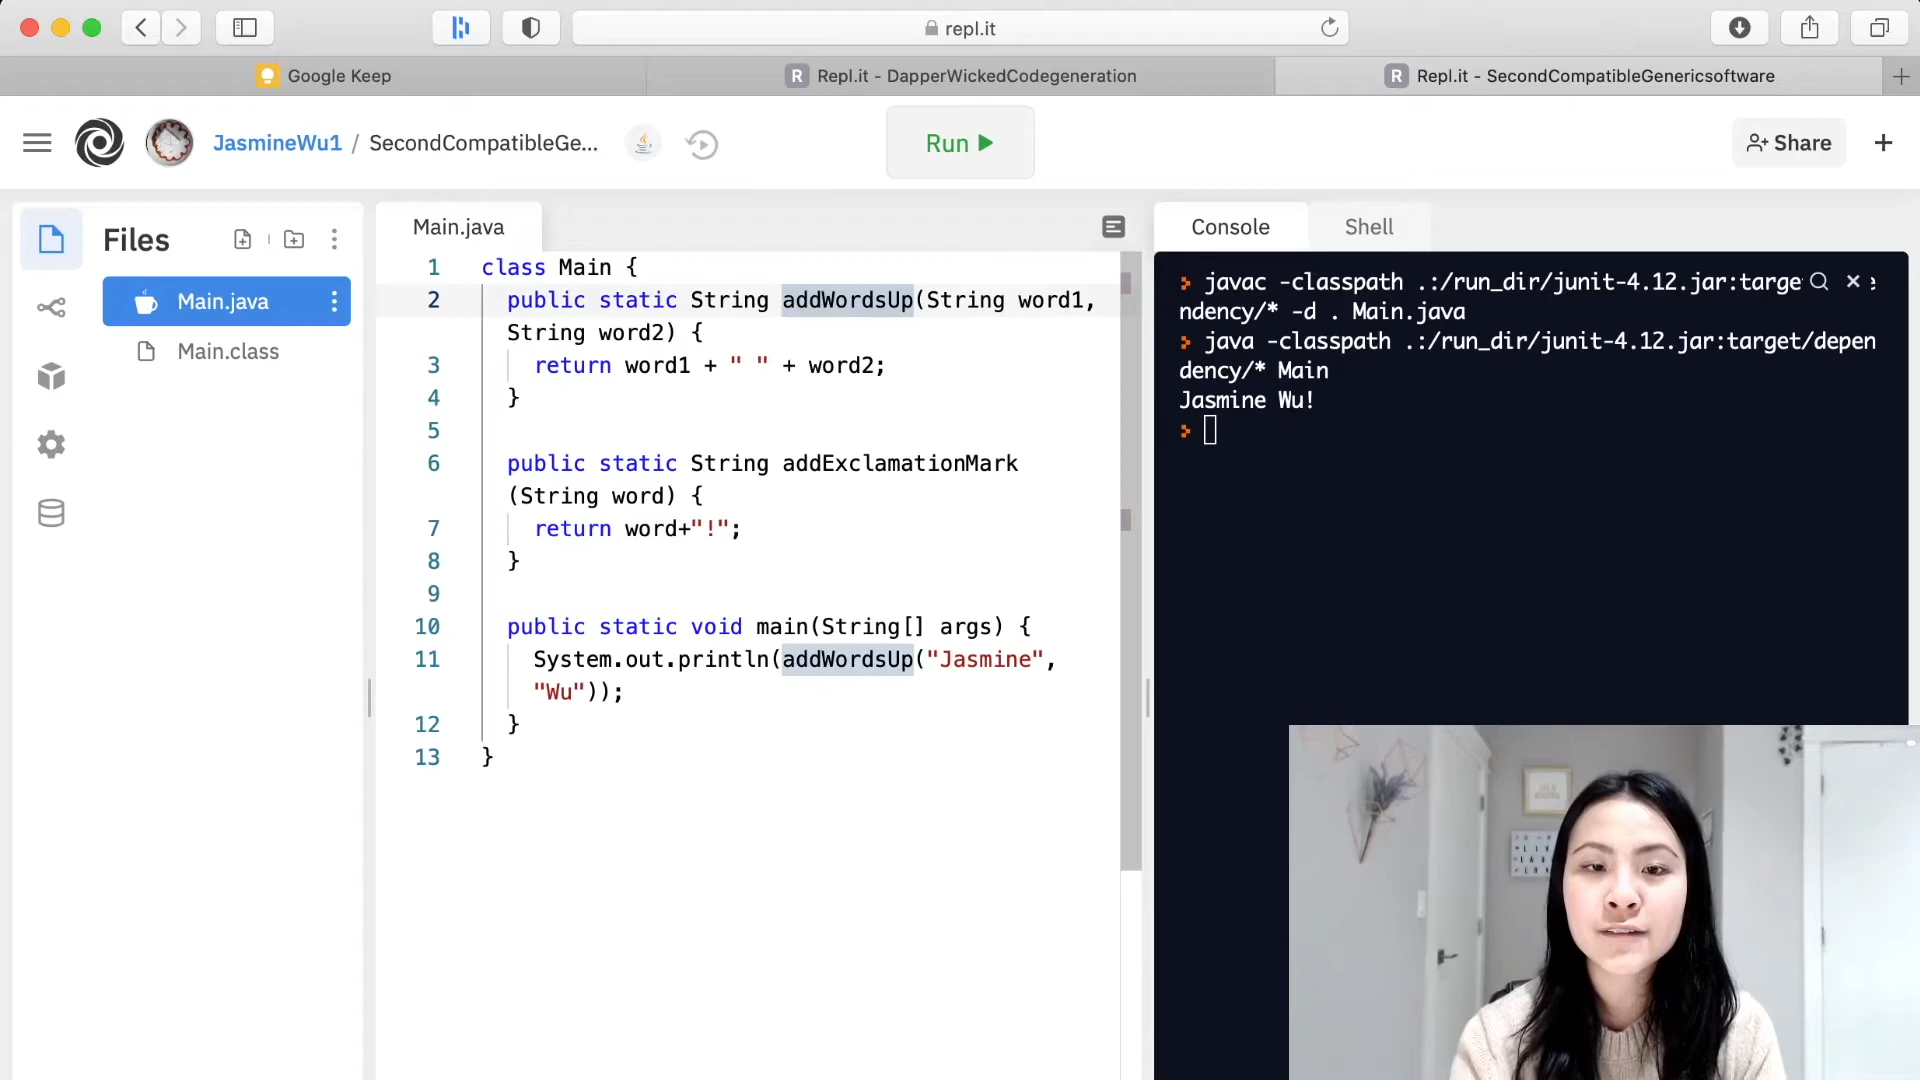 repl.it
Google Keep
R Repl.it - DapperWickedCodegeneration
R Repl.it - SecondCompatibleGenericsoftware
JasmineWu1 / SecondCompatibleGe...
Run
Share
Files
Main.java
Main.class
Main.java
1 class Main {
2 public static String addWordsUp(String word1,
String word2) {
3 return word1 + " " + word2;
4 }
5
6 public static String addExclamationMark
(String word) {
7 return word+"!";
8 }
9
10 public static void main(String[] args) {
11 System.out.println(addWordsUp("Jasmine",
"Wu"));
12 }
13 }
Console
Shell
javac -classpath .:/run_dir/junit-4.12.jar:targe
ndency/* -d . Main.java
java -classpath .:/run_dir/junit-4.12.jar:target/depen
dency/* Main
Jasmine Wu!